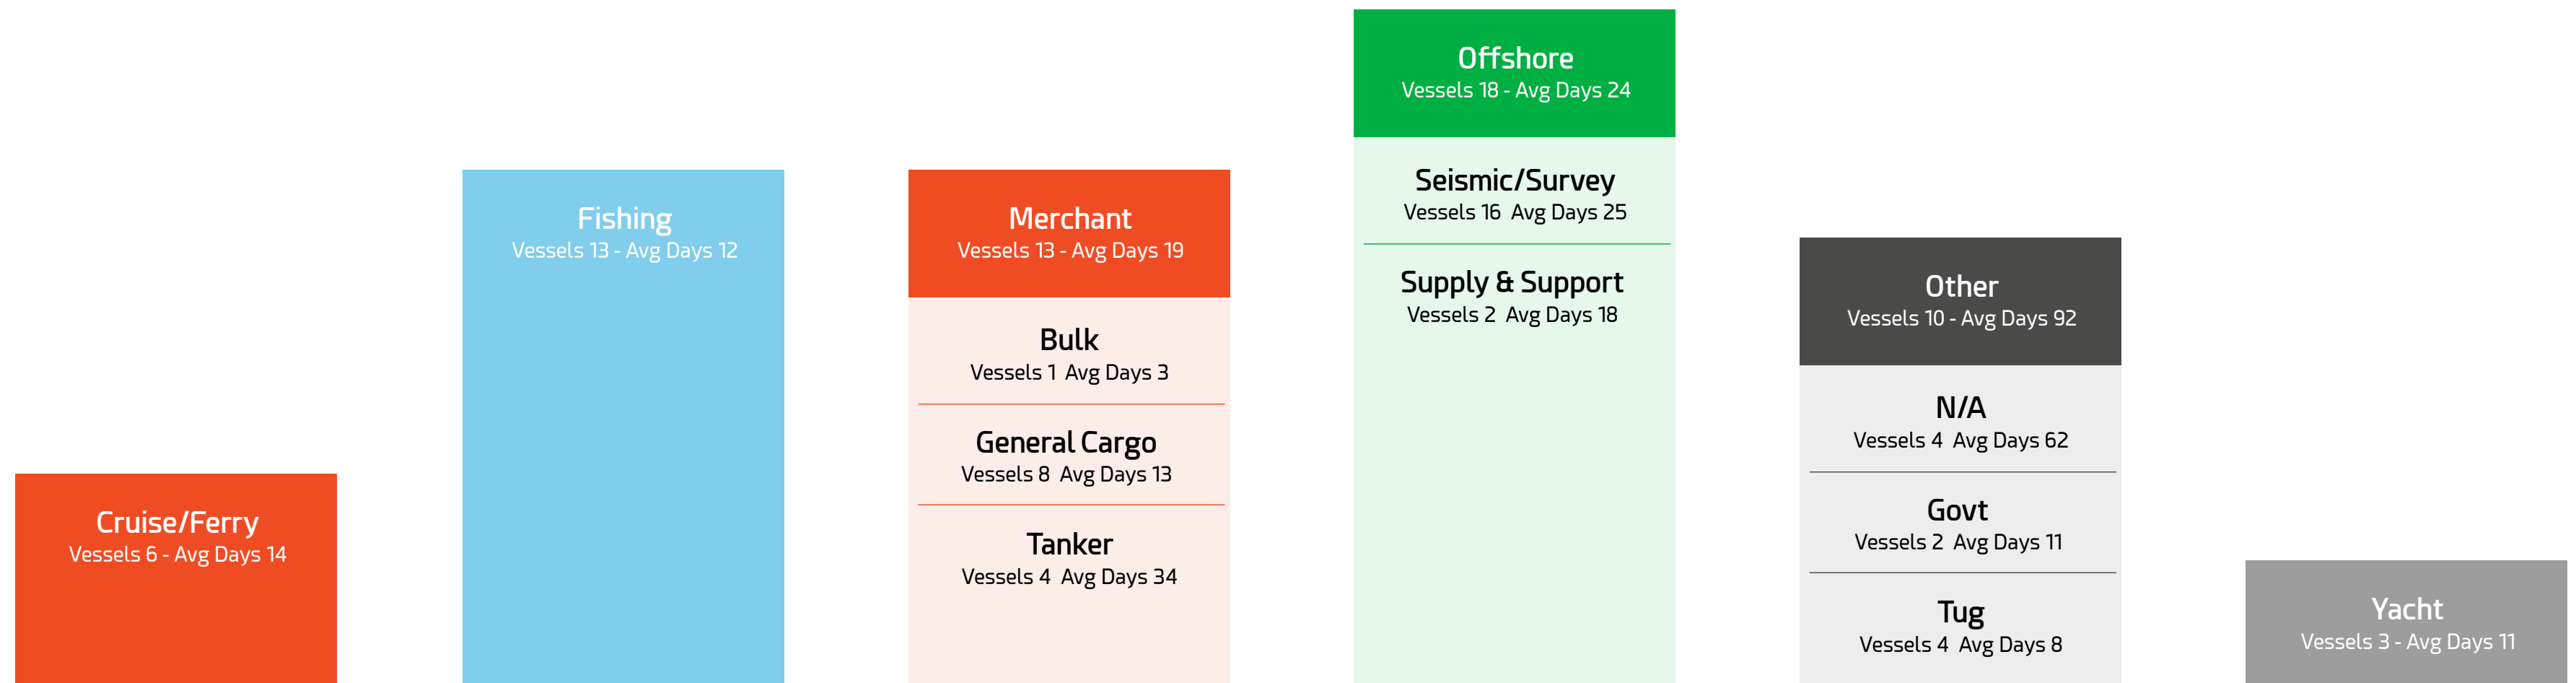 Cruise/Ferry
Vessels 6 - Avg Days 14
Fishing
Vessels 13 - Avg Days 12
Merchant
Vessels 13 - Avg Days 19
Bulk
Vessels 1 Avg Days 3
General Cargo
Vessels 8 Avg Days 13
Tanker
Vessels 4 Avg Days 34
Offshore
Vessels 18 - Avg Days 24
Seismic/Survey
Vessels 16 Avg Days 25
Supply & Support
Vessels 2 Avg Days 18
Other
Vessels 10 - Avg Days 92
N/A
Vessels 4 Avg Days 62
Govt
Vessels 2 Avg Days 11
Tug
Vessels 4 Avg Days 8
Yacht
Vessels 3 - Avg Days 11